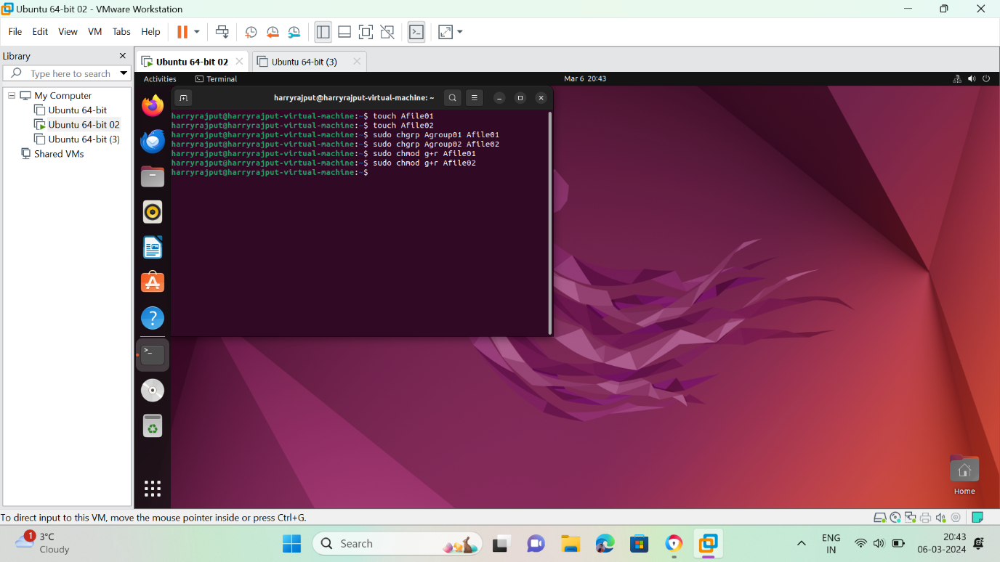 Ubuntu 64-bit 02 - VMware Workstation
File Edit View VM Tabs Help
Library
Type here to search
My Computer
Ubuntu 64-bit
Ubuntu 64-bit 02
Ubuntu 64-bit (3)
Shared VMs
Ubuntu 64-bit 02
Ubuntu 64-bit (3)
Activities
Terminal
Mar 6 20:43
harryrajput@harryrajput-virtual-machine: ~
harryrajput@harryrajput-virtual-machine:~$ touch Afile01
harryrajput@harryrajput-virtual-machine:~$ touch Afile02
harryrajput@harryrajput-virtual-machine:~$ sudo chgrp Agroup01 Afile01
harryrajput@harryrajput-virtual-machine:~$ sudo chgrp Agroup02 Afile02
harryrajput@harryrajput-virtual-machine:~$ sudo chmod g+r Afile01
harryrajput@harryrajput-virtual-machine:~$ sudo chmod g+r Afile02
harryrajput@harryrajput-virtual-machine:~$
Home
To direct input to this VM, move the mouse pointer inside or press Ctrl+G.
1
3°C
Cloudy
Search
ENG
IN
20:43
06-03-2024